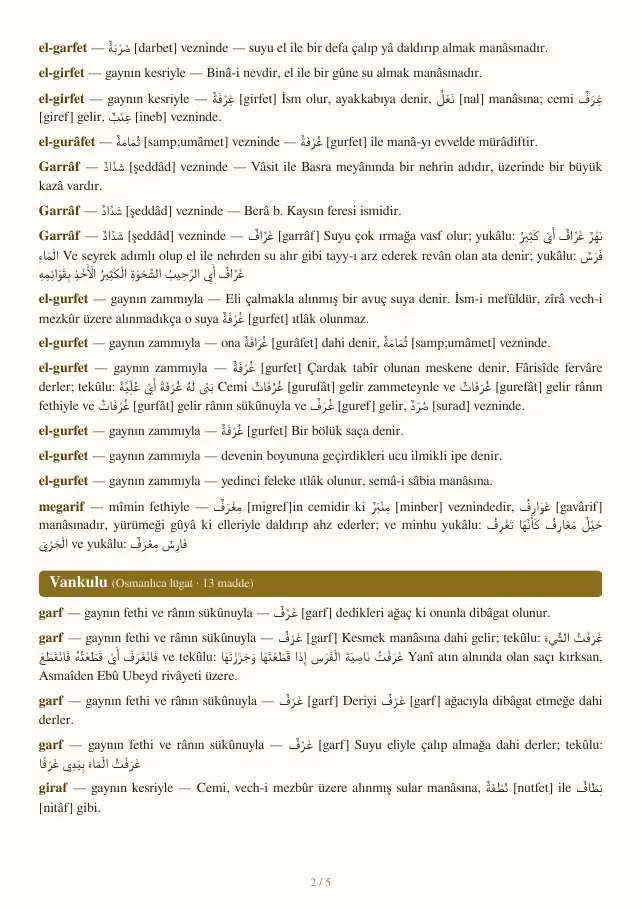 el-garfet — ضَرْبَةٌ [darbet] vezninde — suyu el ile bir defa çalıp yâ daldırıp almak manâsınadır.
el-girfet — gaynın kesriyle — Binâ-i nevdir, el ile bir gûne su almak manâsınadır.
el-girfet — gaynın kesriyle — غِرْفَةٌ [girfet] İsm olur, ayakkabıya denir, نَعْلٌ [nal] manâsına; cemi غِرَفٌ
[giref] gelir, عِنَبٌ [ineb] vezninde.
el-gurâfet — ثُمَامَةٌ [samp;umâmet] vezninde — غُرْفَةٌ [gurfet] ile manâ-yı evvelde mürâdiftir.
Garrâf — شَدَّادٌ [şeddâd] vezninde — Vâsit ile Basra meyânında bir nehrin adıdır, üzerinde bir büyük
kazâ vardır.
Garrâf — شَدَّادٌ [şeddâd] vezninde — Berâ b. Kaysın feresi ismidir.
Garrâf — شَدَّادٌ [şeddâd] vezninde — غَرَّافٌ [garrâf] Suyu çok ırmağa vasf olur; yukâlu: نَهْرٌ غَرَّافٌ أَيْ كَثِيرُ
الْمَاءِ Ve seyrek adımlı olup el ile nehrden su alır gibi tayy-ı arz ederek revân olan ata denir; yukâlu: فَرَسٌ
غَرَّافٌ أَيِ الرَّحِيبُ الشَّحْوَةِ الْكَثِيرُ الْأَخْذِ بِقَوَائِمِهِ
el-gurfet — gaynın zammıyla — Eli çalmakla alınmış bir avuç suya denir. İsm-i mefûldür, zîrâ vech-i
mezkûr üzere alınmadıkça o suya غُرْفَةٌ [gurfet] ıtlâk olunmaz.
el-gurfet — gaynın zammıyla — ona غُرَافَةٌ [gurâfet] dahi denir, ثُمَامَةٌ [samp;umâmet] vezninde.
el-gurfet — gaynın zammıyla — غُرْفَةٌ [gurfet] Çardak tabîr olunan meskene denir, Fârisîde fervâre
derler; tekûlu: بَنَى لَهُ غُرْفَةً أَيْ عُلِّيَّةً Cemi غُرُفَاتٌ [gurufât] gelir zammeteynle ve غُرَفَاتٌ [gurefât] gelir rânın
fethiyle ve غُرْفَاتٌ [gurfât] gelir rânın sükûnuyla ve غُرَفٌ [guref] gelir, صُرَدٌ [surad] vezninde.
el-gurfet — gaynın zammıyla — غُرْفَةٌ [gurfet] Bir bölük saça denir.
el-gurfet — gaynın zammıyla — devenin boyununa geçirdikleri ucu ilmikli ipe denir.
el-gurfet — gaynın zammıyla — yedinci feleke ıtlâk olunur, semâ-i sâbia manâsına.
megarif — mîmin fethiyle — مِغْرَفٌ [migref]in cemidir ki مِنْبَرٌ [minber] veznindedir, غَوَارِفُ [gavârif]
manâsınadır, yürümeği gûyâ ki elleriyle daldırıp ahz ederler; ve minhu yukâlu: خَيْلٌ مَغَارِفُ كَأَنَّهَا تَغْرِفُ
الْجَرْيَ ve yukâlu: فَارِسٌ مِغْرَفٌ
Vankulu (Osmanlıca lügat · 13 madde)
garf — gaynın fethi ve rânın sükûnuyla — غَرْفٌ [garf] dedikleri ağaç ki onunla dibâgat olunur.
garf — gaynın fethi ve rânın sükûnuyla — غَرْفٌ [garf] Kesmek manâsına dahi gelir; tekûlu: غَرَفْتُ الشَّيْءَ
فَانْغَرَفَ أَيْ قَطَعْتُهُ فَانْقَطَعَ ve tekûlu: غَرَفْتُ نَاصِيَةَ الْفَرَسِ إِذَا قَطَعْتَهَا وَجَزَرْتَهَا Yanî atın alnında olan saçı kırksan,
Asmaîden Ebû Ubeyd rivâyeti üzere.
garf — gaynın fethi ve rânın sükûnuyla — غَرْفٌ [garf] Deriyi غَرْفٌ [garf] ağacıyla dibâgat etmeğe dahi
derler.
garf — gaynın fethi ve rânın sükûnuyla — غَرْفٌ [garf] Suyu eliyle çalıp almağa dahi derler; tekûlu:
غَرَفْتُ الْمَاءَ بِيَدِي غَرْفًا
giraf — gaynın kesriyle — Cemi, vech-i mezbûr üzere alınmış sular manâsına, نُطْفَةٌ [nutfet] ile نِطَافٌ
[nitâf] gibi.
2 / 5